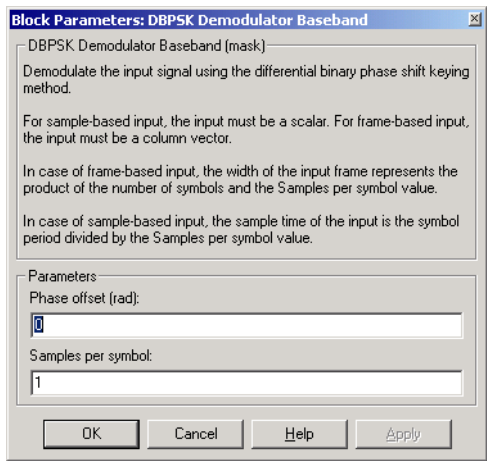 Block Parameters: DBPSK Demodulator Baseband
DBPSK Demodulator Baseband (mask)
Demodulate the input signal using the differential binary phase shift keying
method.
For sample-based input, the input must be a scalar. For frame-based input,
the input must be a column vector.
In case of frame-based input, the width of the input frame represents the
product of the number of symbols and the Samples per symbol value.
In case of sample-based input, the sample time of the input is the symbol
period divided by the Samples per symbol value.
Parameters
Phase offset (rad):
0
Samples per symbol:
1
OK Cancel Help Apply